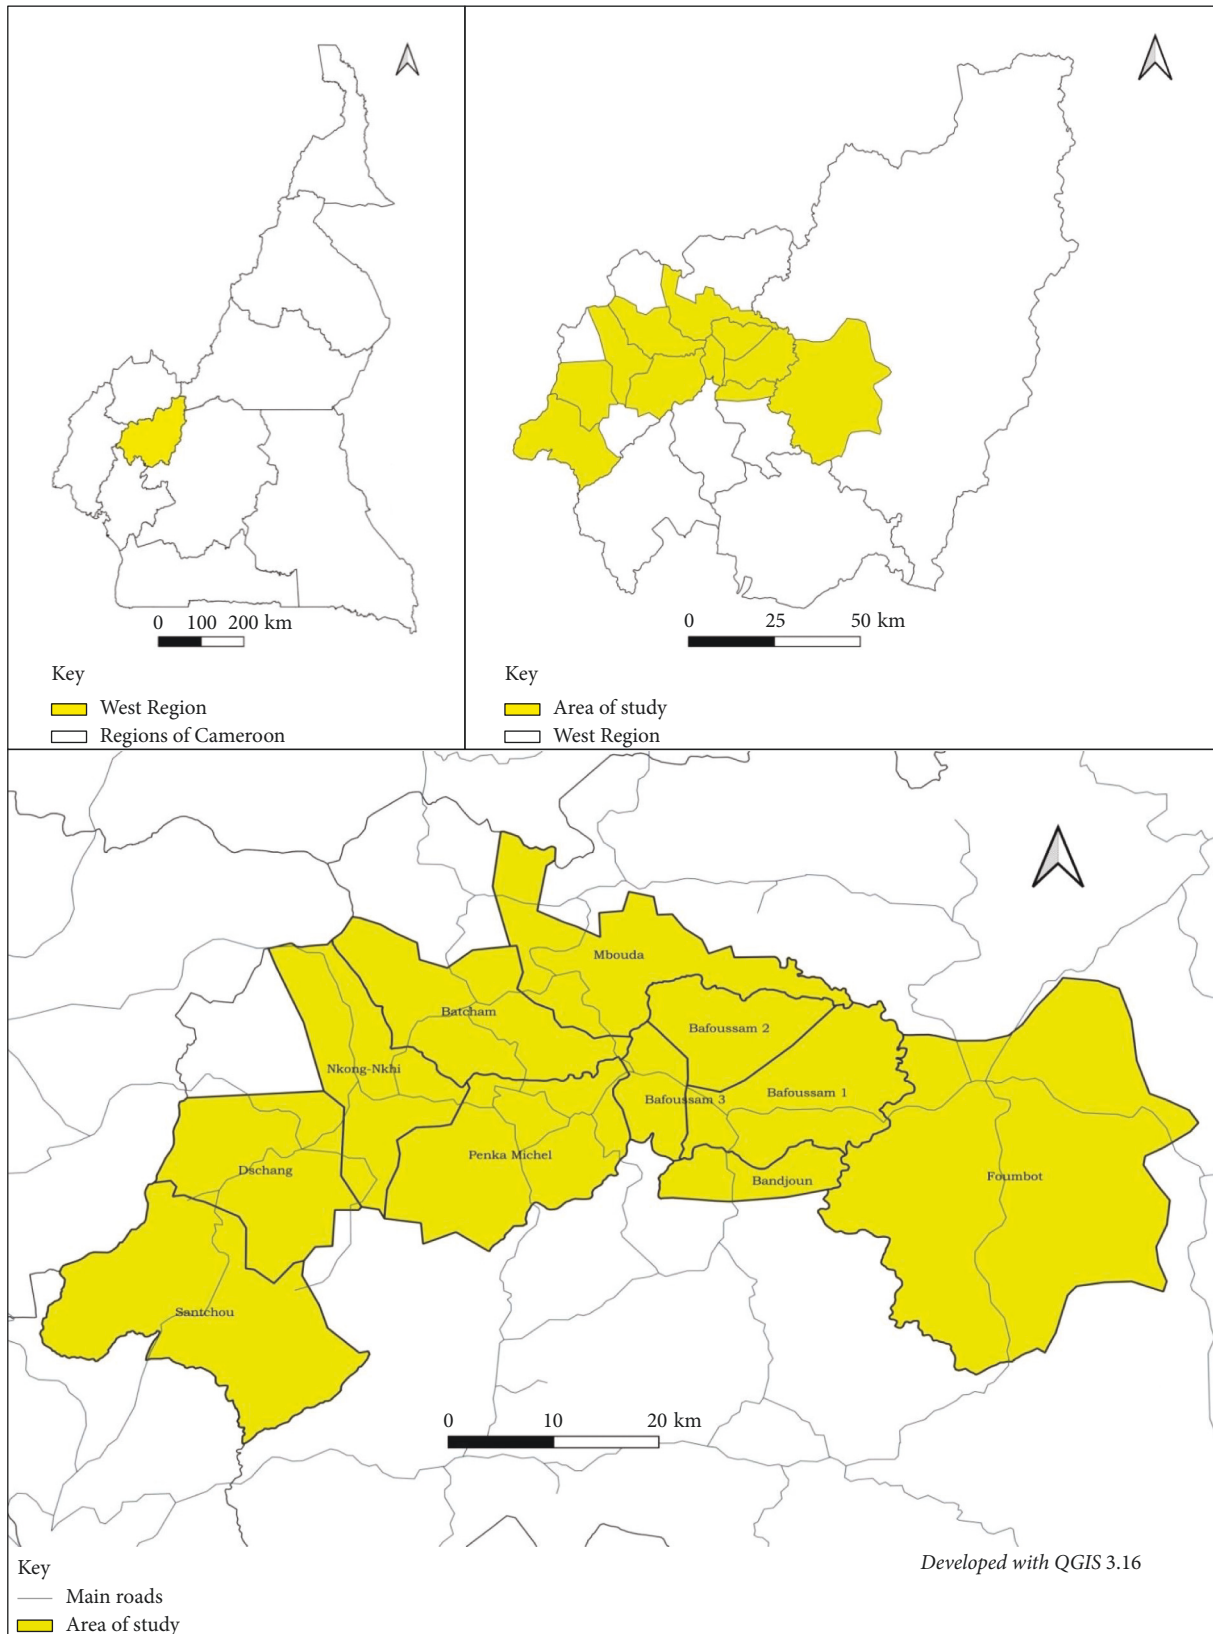 0 100 200 km
Key
West Region
Regions of Cameroon
0 25 50 km
Key
Area of study
West Region
Mbouda
Batcham
Bafoussam 2
Nkong-Nkhi
Bafoussam 3
Bafoussam 1
Dschang
Penka Michel
Bandjoun
Foumbot
Santchou
0 10 20 km
Key
Main roads
Area of study
Developed with QGIS 3.16